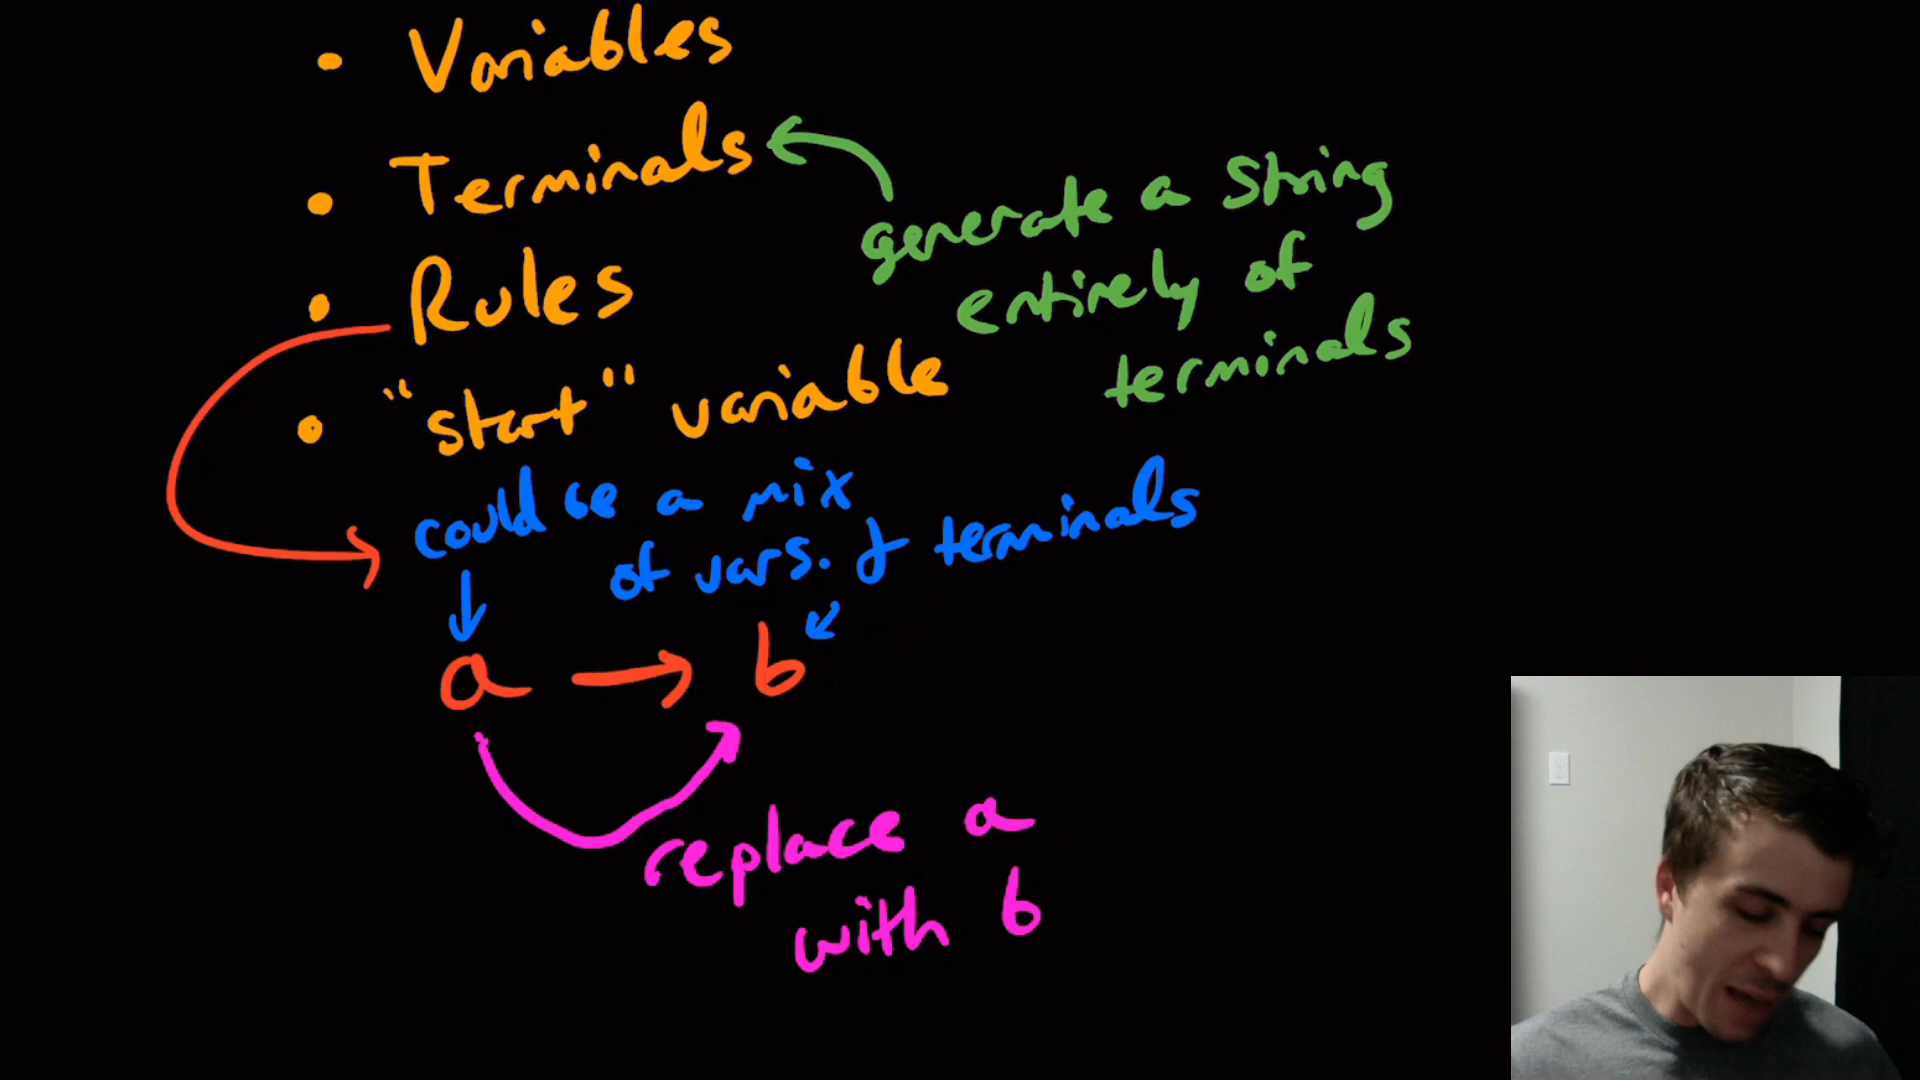 • Variables
• Terminals
generate a string
entirely of
terminals
• Rules
• "start" variable
could be a mix
of vars. & terminals
a → b
replace a
with b